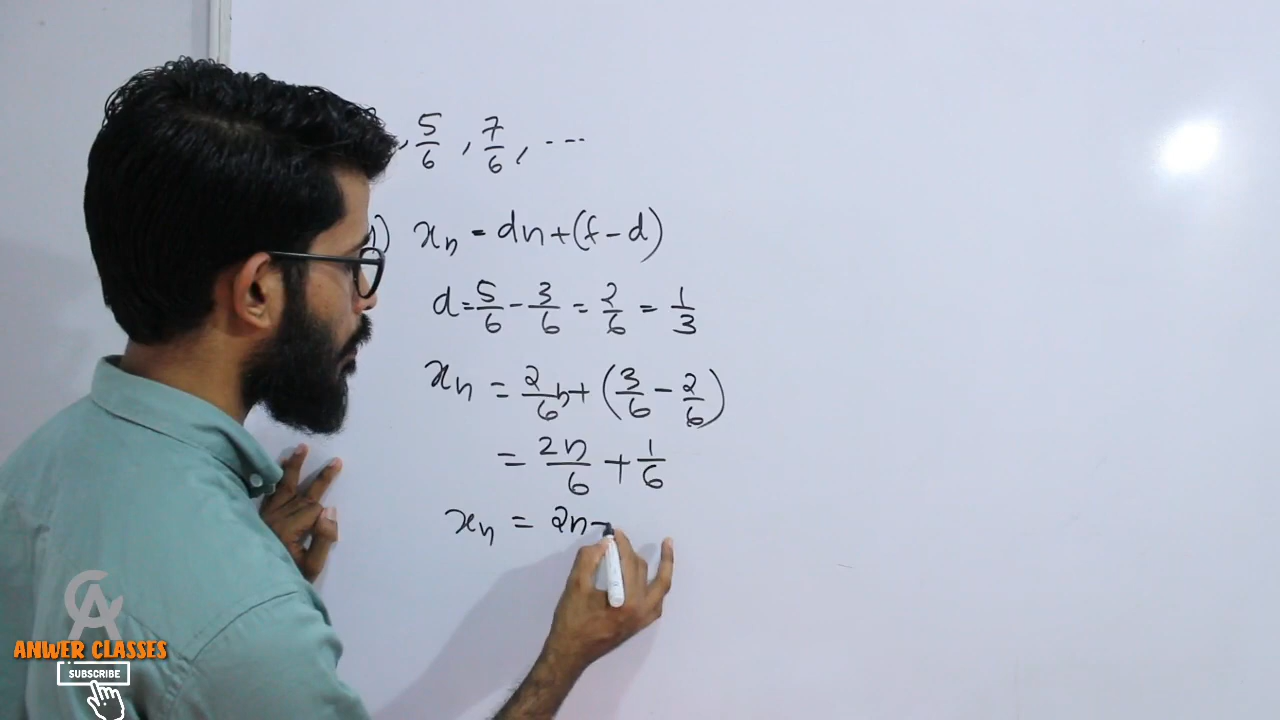 , 5/6 , 7/6 , ---
) xₙ = dn + (f - d)
d = 5/6 - 3/6 = 2/6 = 1/3
xₙ = 2/6 n + (3/6 - 2/6)
= 2n/6 + 1/6
xₙ = 2n
CA
ANWER CLASSES
SUBSCRIBE